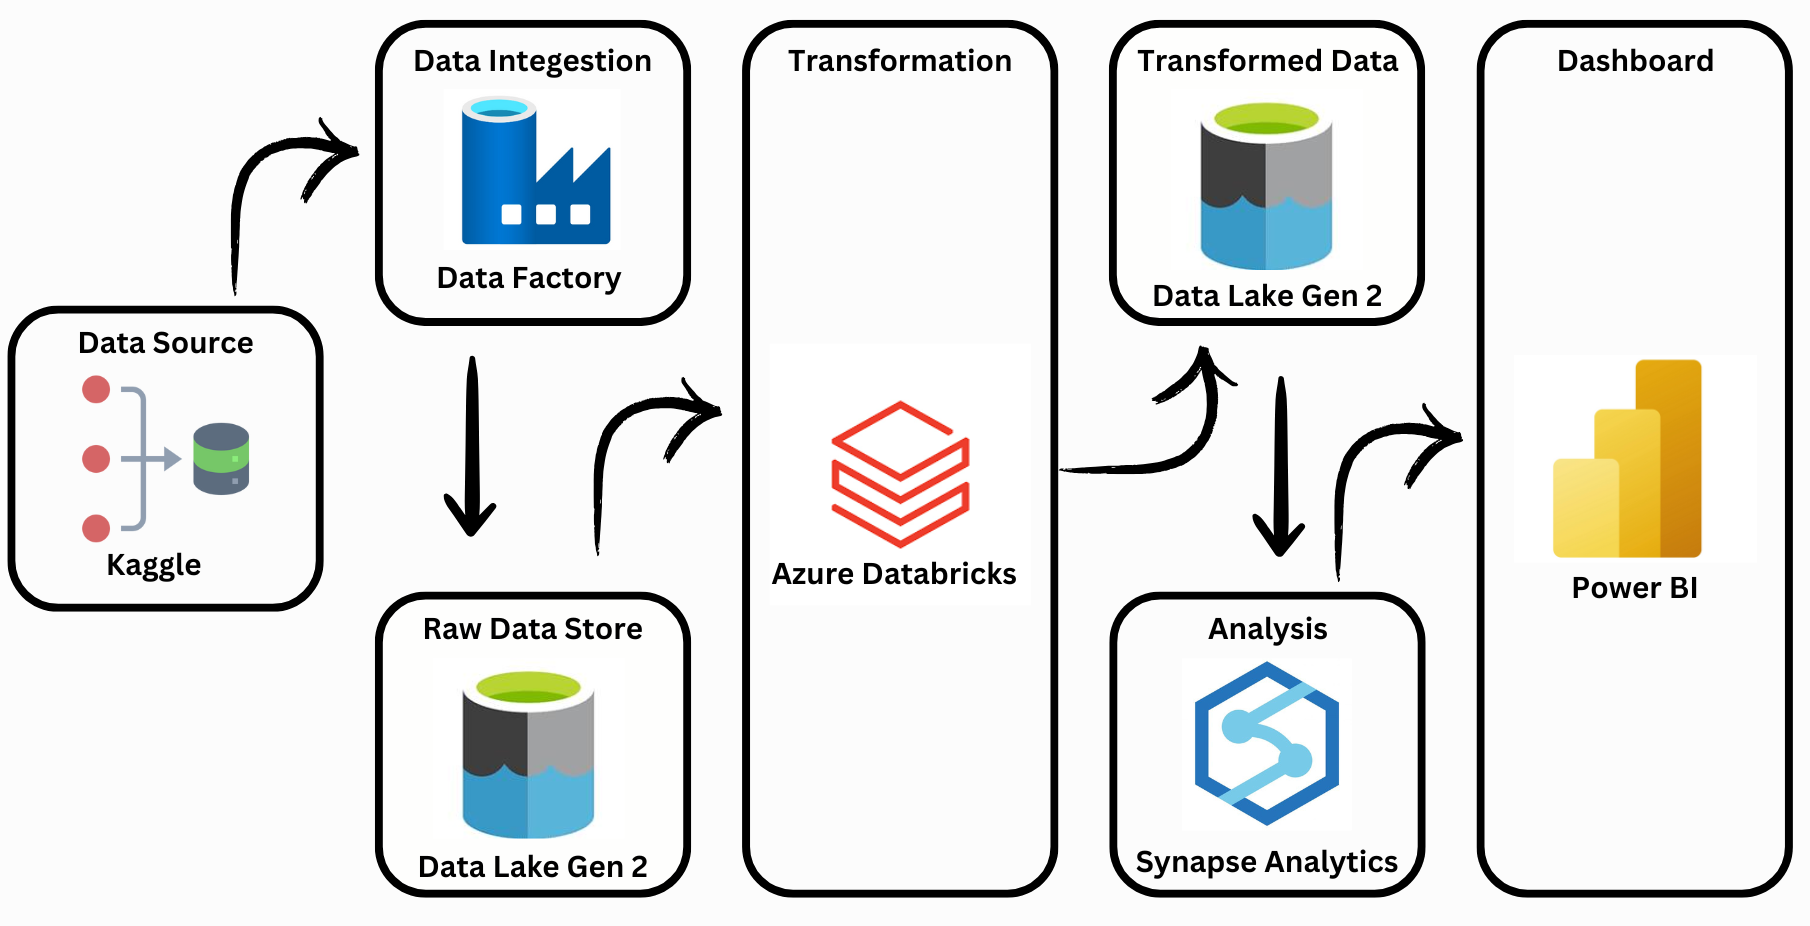 Data Source
Kaggle
Data Integestion
Data Factory
Raw Data Store
Data Lake Gen 2
Transformation
Azure Databricks
Transformed Data
Data Lake Gen 2
Analysis
Synapse Analytics
Dashboard
Power BI